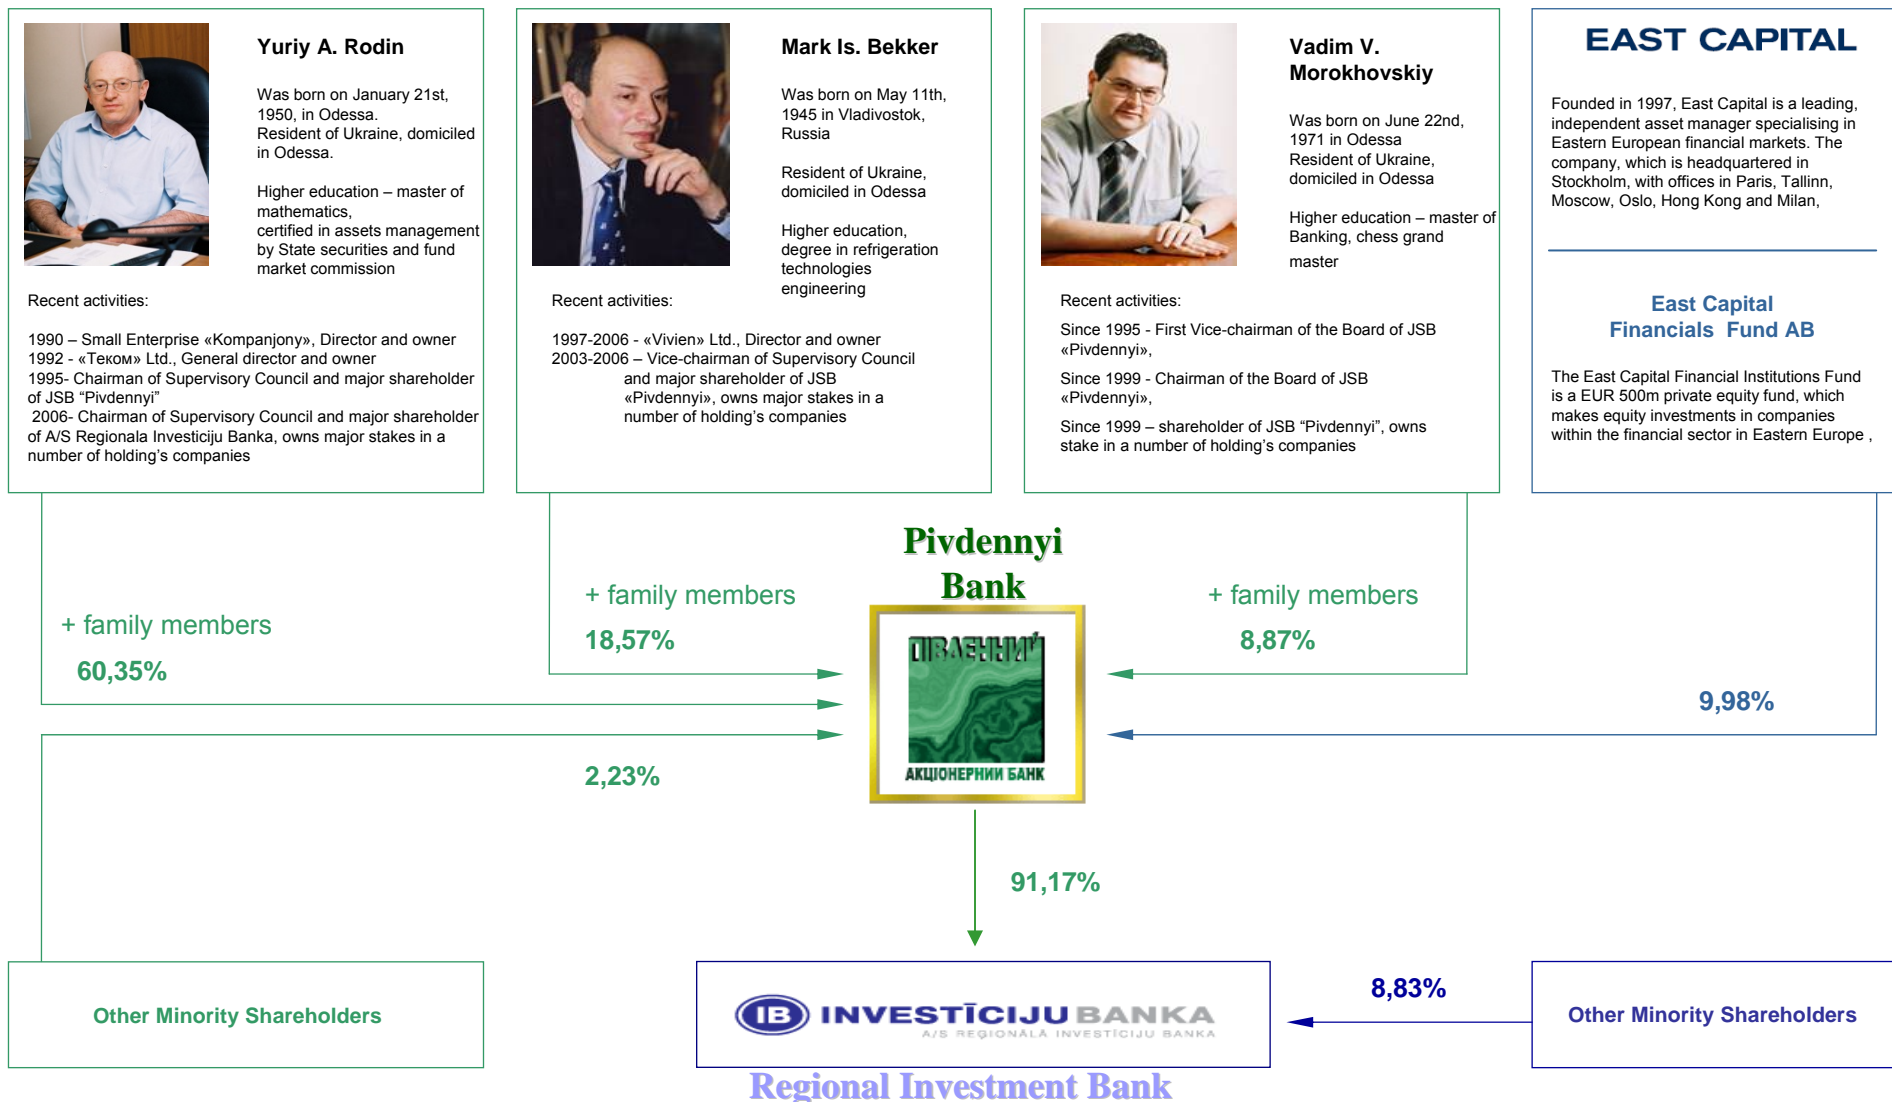 Yuriy A. Rodin
Was born on January 21st,
1950, in Odessa.
Resident of Ukraine, domiciled
in Odessa.
Higher education – master of
mathematics,
certified in assets management
by State securities and fund
market commission
Recent activities:
1990 – Small Enterprise «Kompanjony», Director and owner
1992 - «Теком» Ltd., General director and owner
1995- Chairman of Supervisory Council and major shareholder
of JSB “Pivdennyi”
2006- Chairman of Supervisory Council and major shareholder
of A/S Regionala Investiciju Banka, owns major stakes in a
number of holding’s companies
Mark Is. Bekker
Was born on May 11th,
1945 in Vladivostok,
Russia
Resident of Ukraine,
domiciled in Odessa
Higher education,
degree in refrigeration
technologies
engineering
Recent activities:
1997-2006 - «Vivien» Ltd., Director and owner
2003-2006 – Vice-chairman of Supervisory Council
and major shareholder of JSB
«Pivdennyi», owns major stakes in a
number of holding’s companies
Vadim V.
Morokhovskiy
Was born on June 22nd,
1971 in Odessa
Resident of Ukraine,
domiciled in Odessa
Higher education – master of
Banking, chess grand
master
Recent activities:
Since 1995 - First Vice-chairman of the Board of JSB
«Pivdennyi»,
Since 1999 - Chairman of the Board of JSB
«Pivdennyi»,
Since 1999 – shareholder of JSB “Pivdennyi”, owns
stake in a number of holding’s companies
EAST CAPITAL
Founded in 1997, East Capital is a leading,
independent asset manager specialising in
Eastern European financial markets. The
company, which is headquartered in
Stockholm, with offices in Paris, Tallinn,
Moscow, Oslo, Hong Kong and Milan,
East Capital
Financials Fund AB
The East Capital Financial Institutions Fund
is a EUR 500m private equity fund, which
makes equity investments in companies
within the financial sector in Eastern Europe ,
Pivdennyi
Bank
+ family members
60,35%
+ family members
18,57%
+ family members
8,87%
9,98%
2,23%
ПІВДЕННИЙ
АКЦІОНЕРНИЙ БАНК
91,17%
Other Minority Shareholders
IB INVESTĪCIJU BANKA
A/S REĢIONĀLĀ INVESTĪCIJU BANKA
8,83%
Other Minority Shareholders
Regional Investment Bank